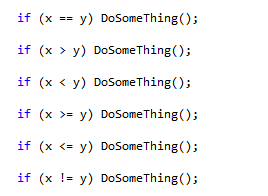 if (x == y) DoSomeThing();
if (x > y) DoSomeThing();
if (x < y) DoSomeThing();
if (x >= y) DoSomeThing();
if (x <= y) DoSomeThing();
if (x != y) DoSomeThing();